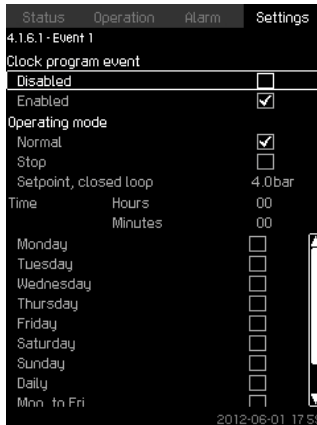 Status Operation Alarm Settings
4.1.6.1 - Event 1
Clock program event
Disabled
Enabled
Operating mode
Normal
Stop
Setpoint, closed loop 4.0bar
Time Hours 00
Minutes 00
Monday
Tuesday
Wednesday
Thursday
Friday
Saturday
Sunday
Daily
Mon. to Fri
2012-06-01 17:59